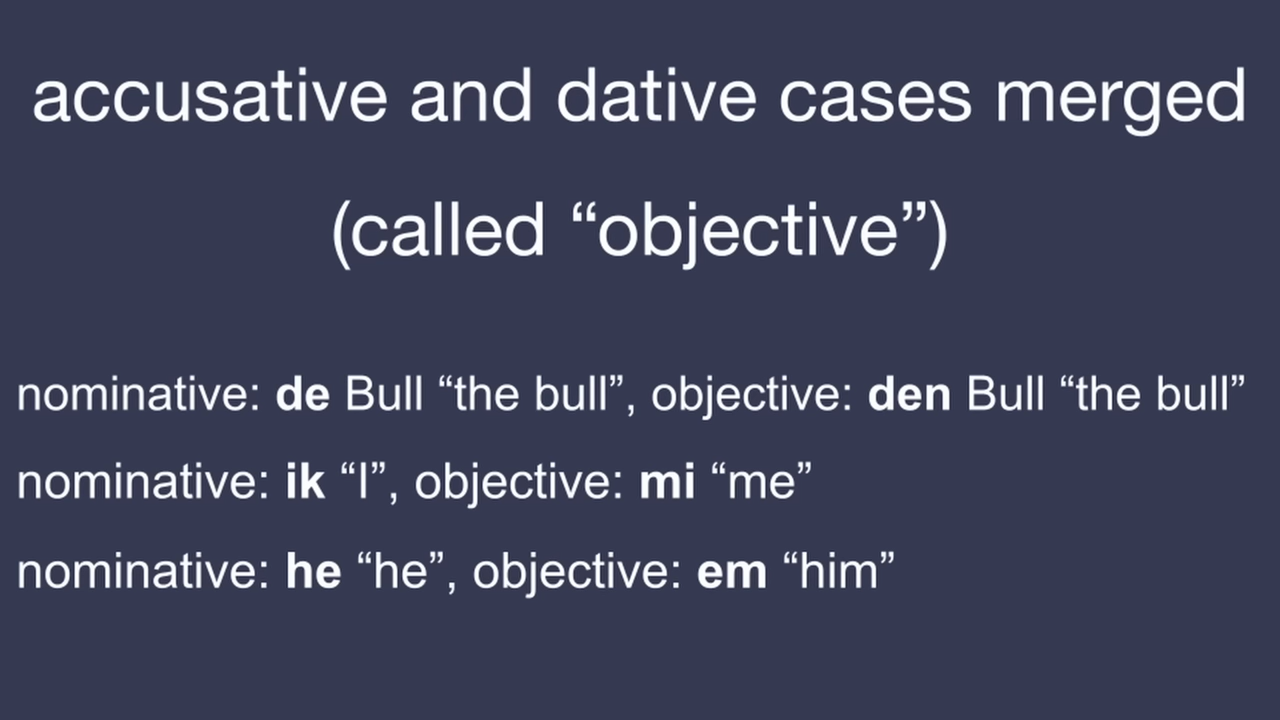 accusative and dative cases merged
(called “objective”)
nominative: de Bull “the bull”, objective: den Bull “the bull”
nominative: ik “I”, objective: mi “me”
nominative: he “he”, objective: em “him”